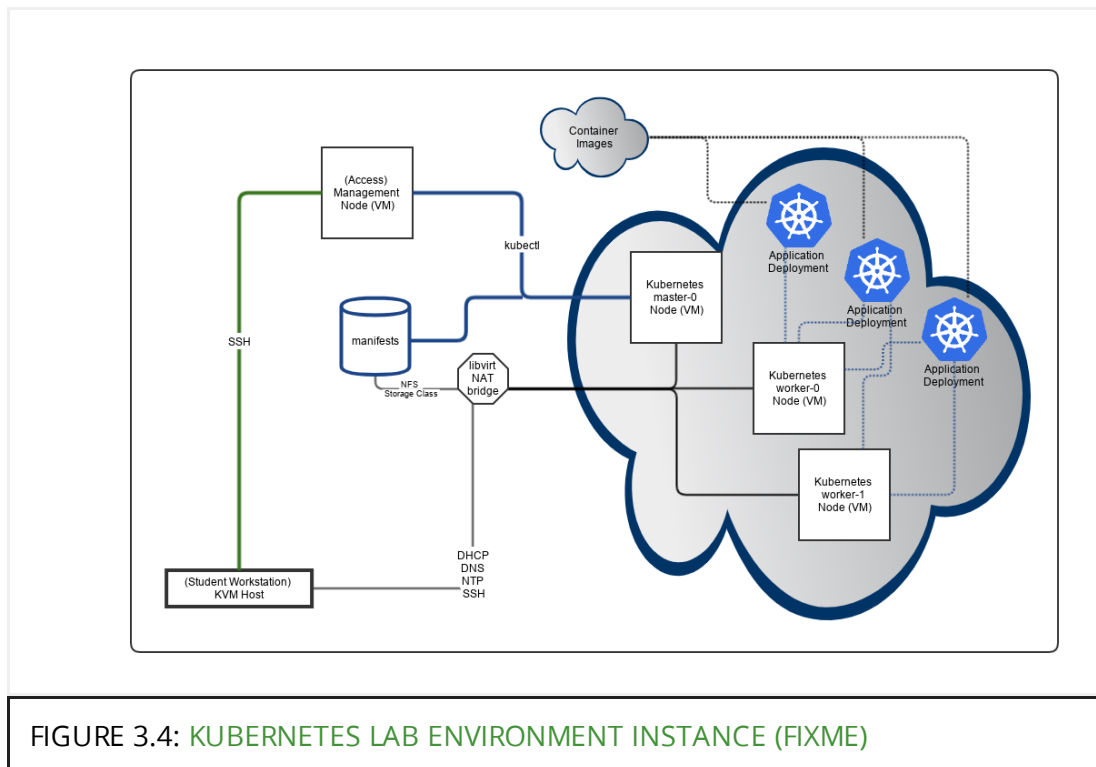 Container
Images
(Access)
Management
Node (VM)
kubectl
Application
Deployment
Kubernetes
master-0
Node (VM)
Application
Deployment
SSH
manifests
libvirt
NAT
bridge
NFS
Storage Class
Kubernetes
worker-0
Node (VM)
Application
Deployment
Kubernetes
worker-1
Node (VM)
DHCP
DNS
NTP
SSH
(Student Workstation)
KVM Host
FIGURE 3.4: KUBERNETES LAB ENVIRONMENT INSTANCE (FIXME)